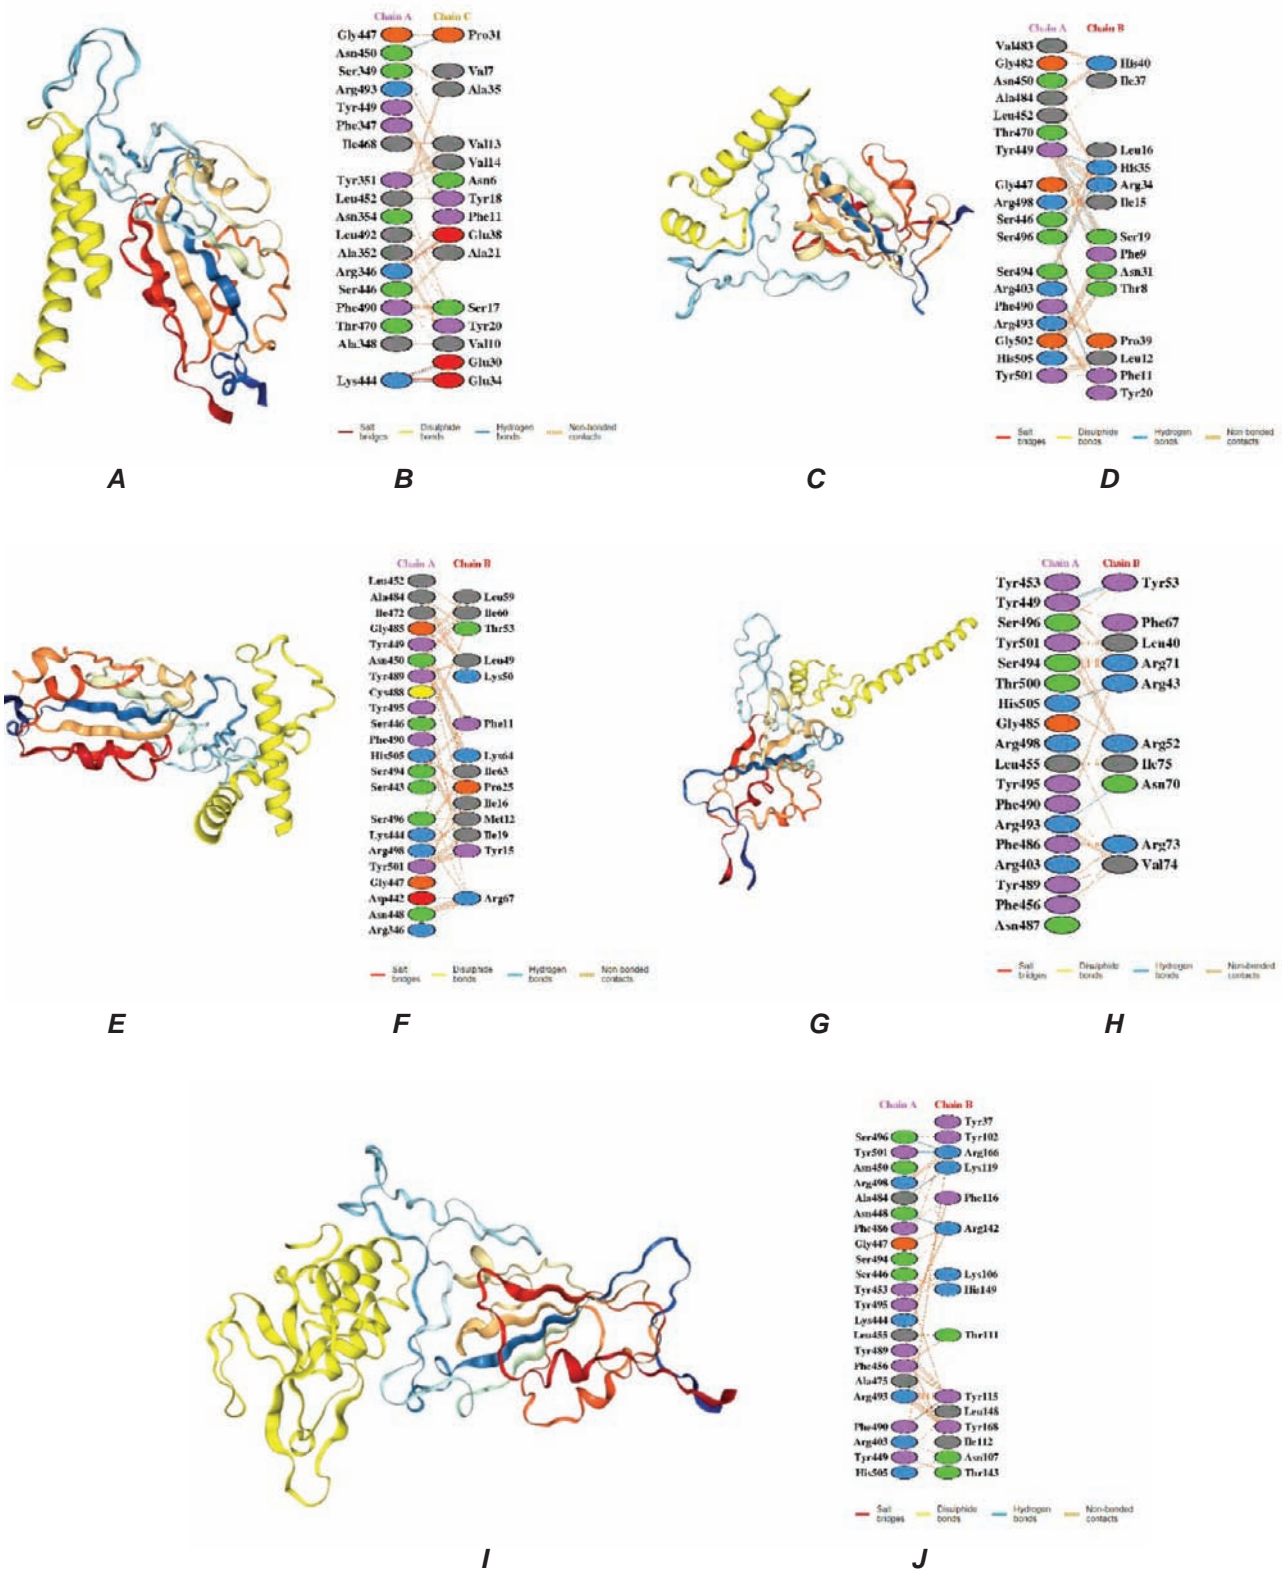 Chain A Chain C
Gly447 Pro31
Asn450
Ser349 Val7
Arg493 Ala35
Tyr449
Phe347
Ile468 Val13
Val14
Tyr351 Asn6
Leu452 Tyr18
Asn354 Phe11
Leu492 Glu38
Ala352 Ala21
Arg346
Ser446
Phe490 Ser17
Thr470 Tyr20
Ala348 Val10
Glu30
Lys444 Glu34
Salt bridges Disulphide bonds Hydrogen bonds Non-bonded contacts
Chain A Chain B
Val483
Gly482 His40
Asn450 Ile37
Ala484
Leu452
Thr470
Tyr449 Leu16
His35
Gly447 Arg34
Arg498 Ile15
Ser446
Ser496 Ser19
Phe9
Ser494 Asn31
Arg403 Thr8
Phe490
Arg493
Gly502 Pro39
His505 Leu12
Tyr501 Phe11
Tyr20
Salt bridges Disulphide bonds Hydrogen bonds Non-bonded contacts
A B C D
Chain A Chain B
Leu452
Ala484 Leu59
Ile472 Ile60
Gly485 Thr53
Tyr449
Asn450 Leu49
Tyr489 Lys50
Cys488
Tyr495
Ser446 Phe11
Phe490
His505 Lys64
Ser494 Ile63
Ser443 Pro25
Ile16
Ser496 Met12
Lys444 Ile19
Arg498 Tyr15
Tyr501
Gly447
Asp442 Arg67
Asn448
Arg346
Salt bridges Disulphide bonds Hydrogen bonds Non-bonded contacts
Chain A Chain B
Tyr453 Tyr53
Tyr449
Ser496 Phe67
Tyr501 Leu40
Ser494 Arg71
Thr500 Arg43
His505
Gly485
Arg498 Arg52
Leu455 Ile75
Tyr495 Asn70
Phe490
Arg493
Phe486 Arg73
Arg403 Val74
Tyr489
Phe456
Asn487
Salt bridges Disulphide bonds Hydrogen bonds Non-bonded contacts
E F G H
Chain A Chain B
Tyr37
Ser496 Tyr102
Tyr501 Arg166
Asn450 Lys119
Arg498
Ala484 Phe116
Asn448
Phe486 Arg142
Gly447
Ser494
Ser446 Lys106
Tyr453 His149
Tyr495
Lys444
Leu455 Thr111
Tyr489
Phe456
Ala475
Arg493 Tyr115
Leu148
Phe490 Tyr168
Arg403 Ile112
Tyr449 Asn107
His505 Thr143
Salt bridges Disulphide bonds Hydrogen bonds Non-bonded contacts
I J